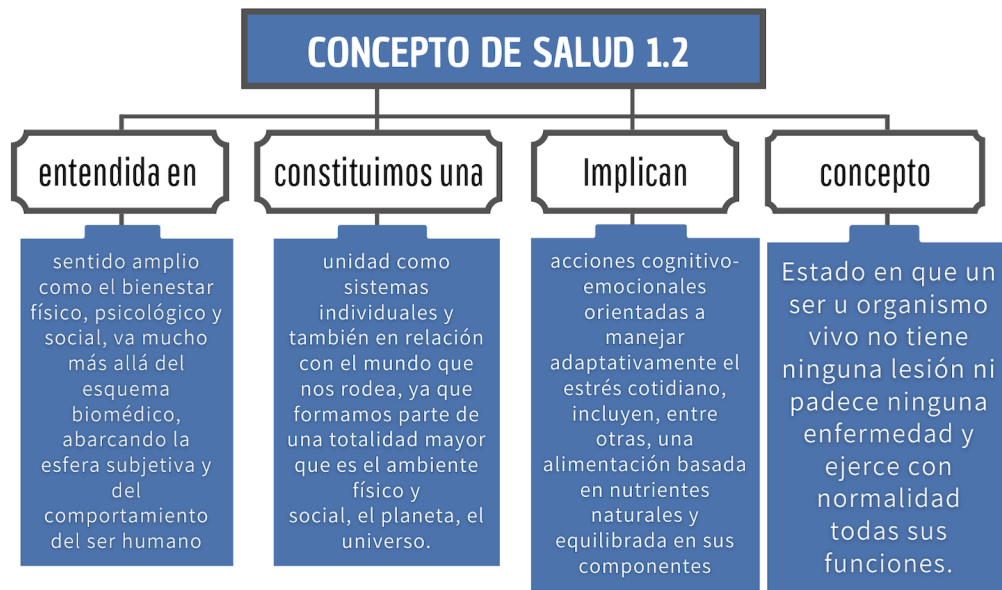 CONCEPTO DE SALUD 1.2
entendida en
sentido amplio
como el bienestar
físico, psicológico y
social, va mucho
más allá del
esquema
biomédico,
abarcando la
esfera subjetiva y
del
comportamiento
del ser humano
constituimos una
unidad como
sistemas
individuales y
también en relación
con el mundo que
nos rodea, ya que
formamos parte de
una totalidad mayor
que es el ambiente
físico y
social, el planeta, el
universo.
Implican
acciones cognitivo-
emocionales
orientadas a
manejar
adaptativamente el
estrés cotidiano,
incluyen, entre
otras, una
alimentación basada
en nutrientes
naturales y
equilibrada en sus
componentes
concepto
Estado en que un
ser u organismo
vivo no tiene
ninguna lesión ni
padece ninguna
enfermedad y
ejerce con
normalidad
todas sus
funciones.